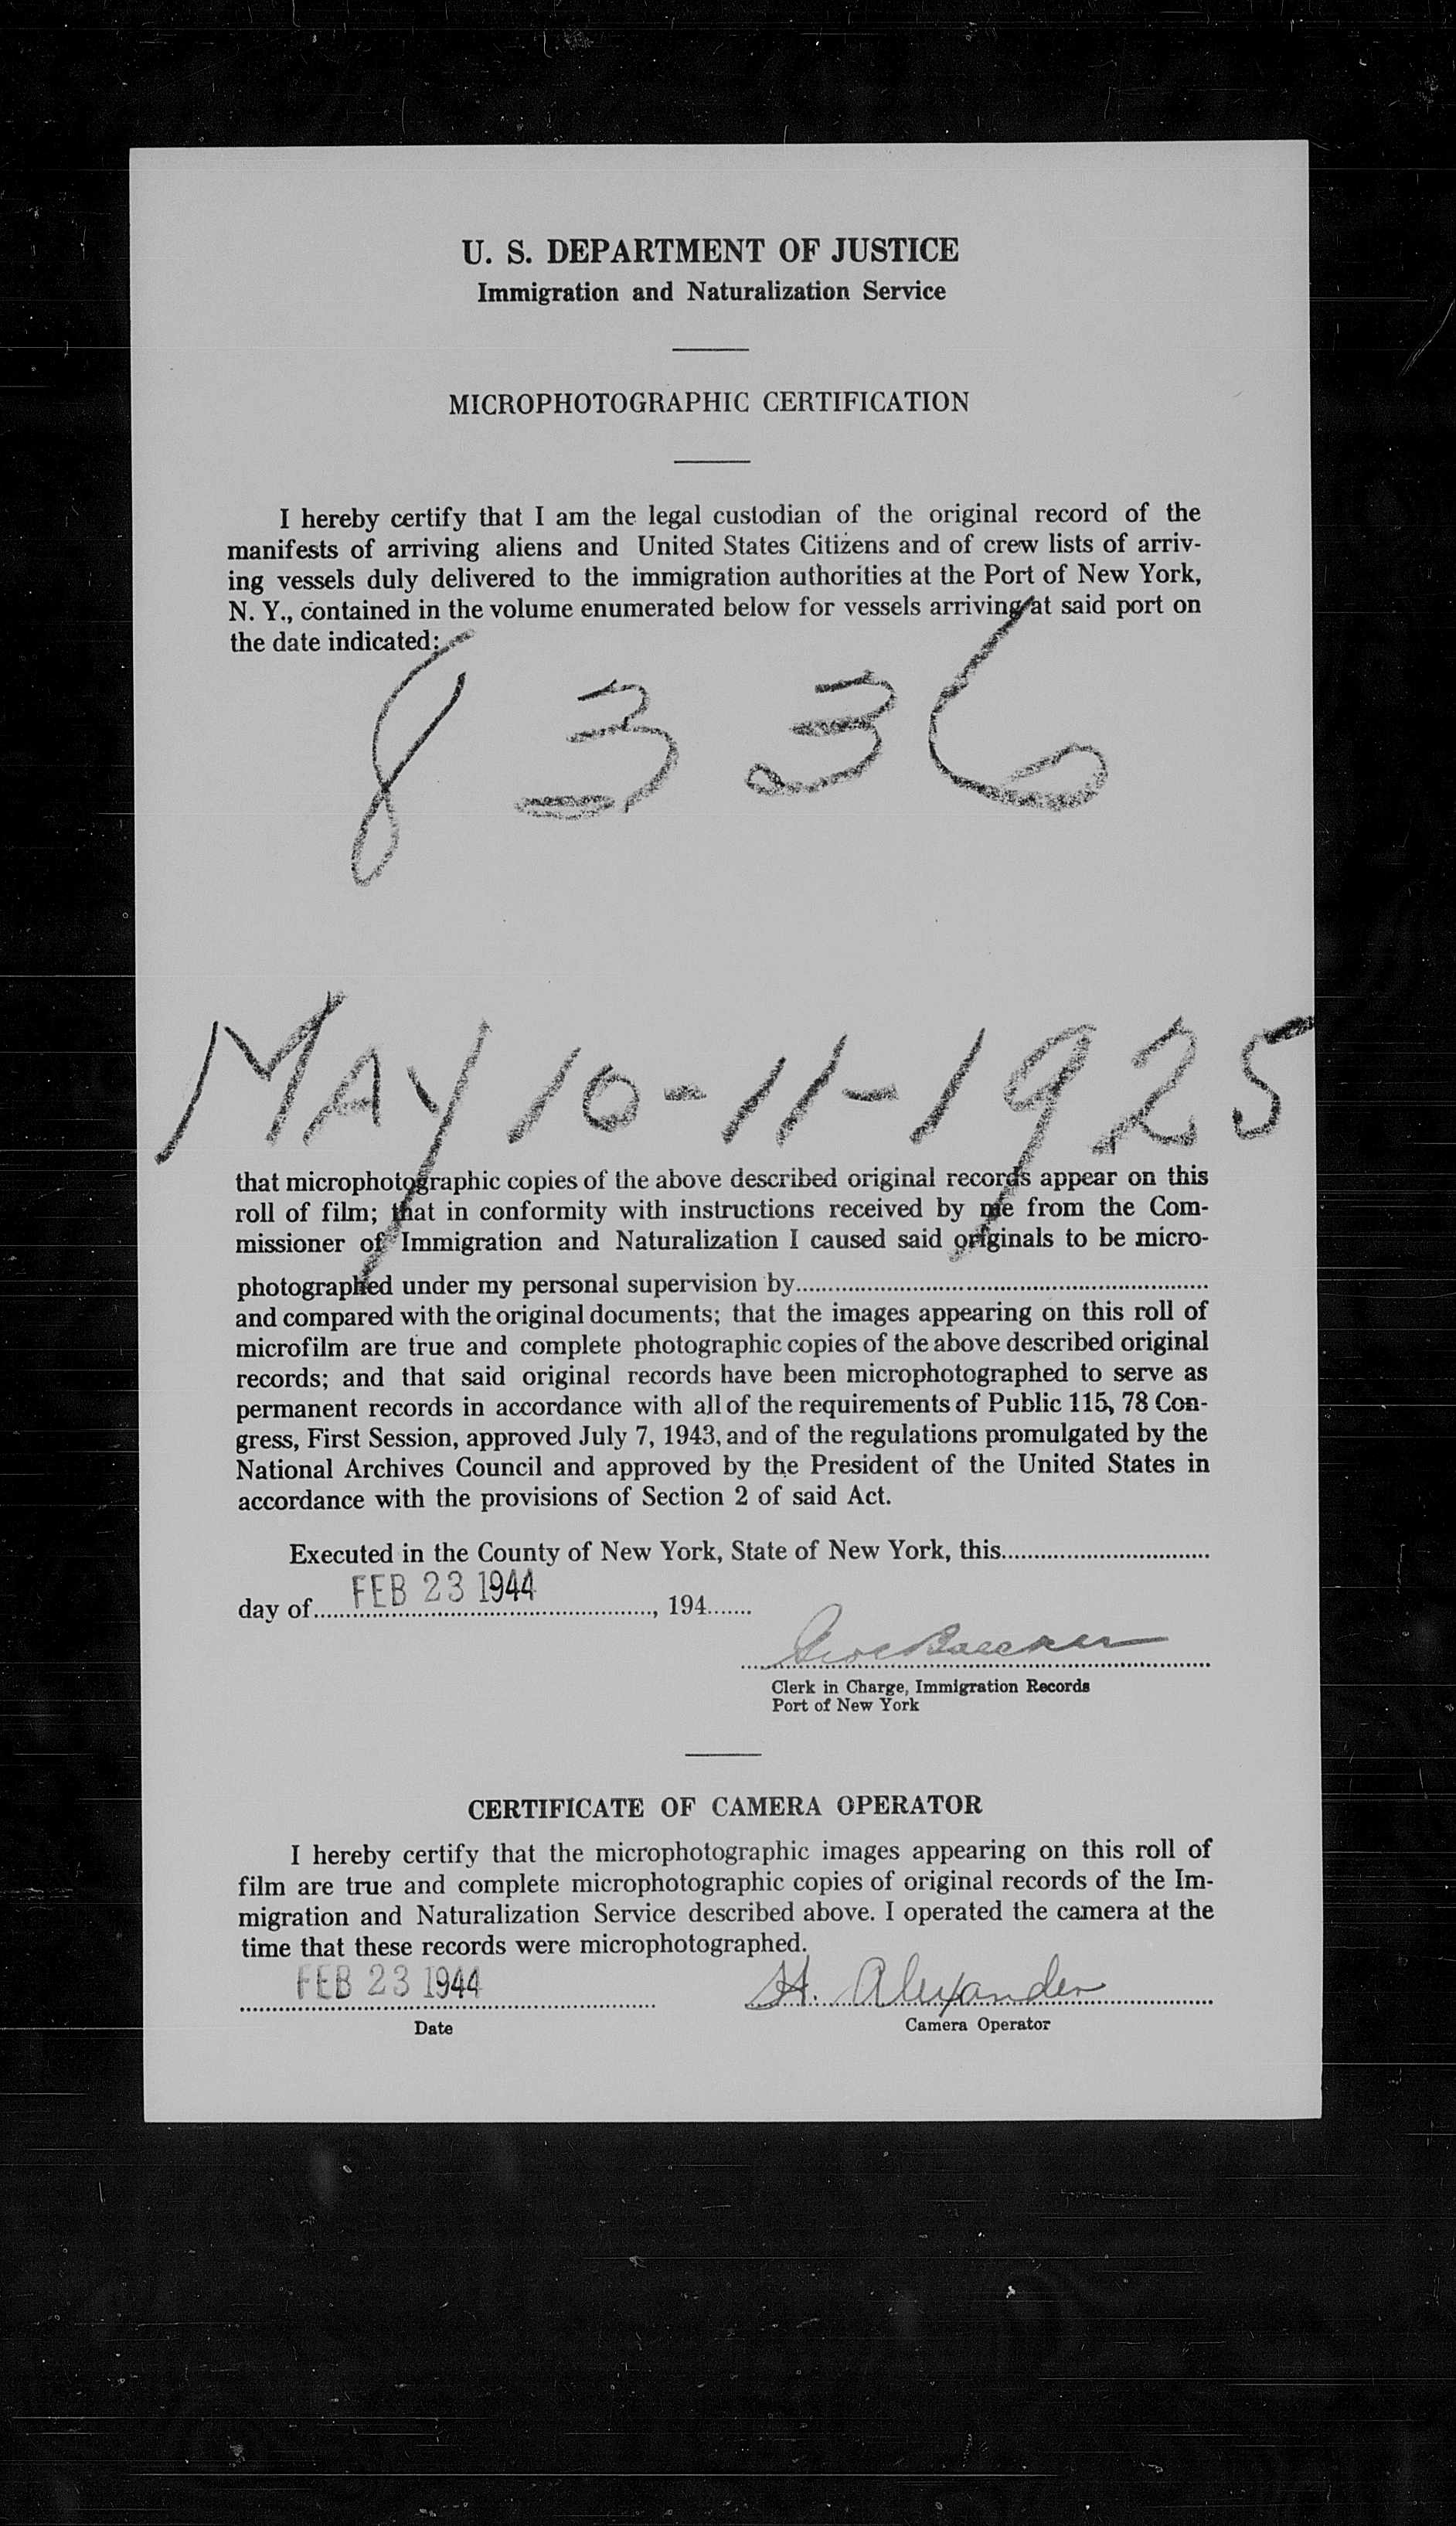 U. S. DEPARTMENT OF JUSTICE
Immigration and Naturalization Service
MICROPHOTOGRAPHIC CERTIFICATION
I hereby certify that I am the legal custodian of the original record of the
manifests of arriving aliens and United States Citizens and of crew lists of arriv-
ing vessels duly delivered to the immigration authorities at the Port of New York,
N. Y., contained in the volume enumerated below for vessels arriving at said port on
the date indicated:
8 3 3 6
MAY 10-11-1925
that microphotographic copies of the above described original records appear on this
roll of film; that in conformity with instructions received by me from the Com-
missioner of Immigration and Naturalization I caused said originals to be micro-
photographed under my personal supervision by
and compared with the original documents; that the images appearing on this roll of
microfilm are true and complete photographic copies of the above described original
records; and that said original records have been microphotographed to serve as
permanent records in accordance with all of the requirements of Public 115, 78 Con-
gress, First Session, approved July 7, 1943, and of the regulations promulgated by the
National Archives Council and approved by the President of the United States in
accordance with the provisions of Section 2 of said Act.
Executed in the County of New York, State of New York, this
day of FEB 23 1944, 194
Clerk in Charge, Immigration Records
Port of New York
CERTIFICATE OF CAMERA OPERATOR
I hereby certify that the microphotographic images appearing on this roll of
film are true and complete microphotographic copies of original records of the Im-
migration and Naturalization Service described above. I operated the camera at the
time that these records were microphotographed.
FEB 23 1944 H. Alexander
Date Camera Operator